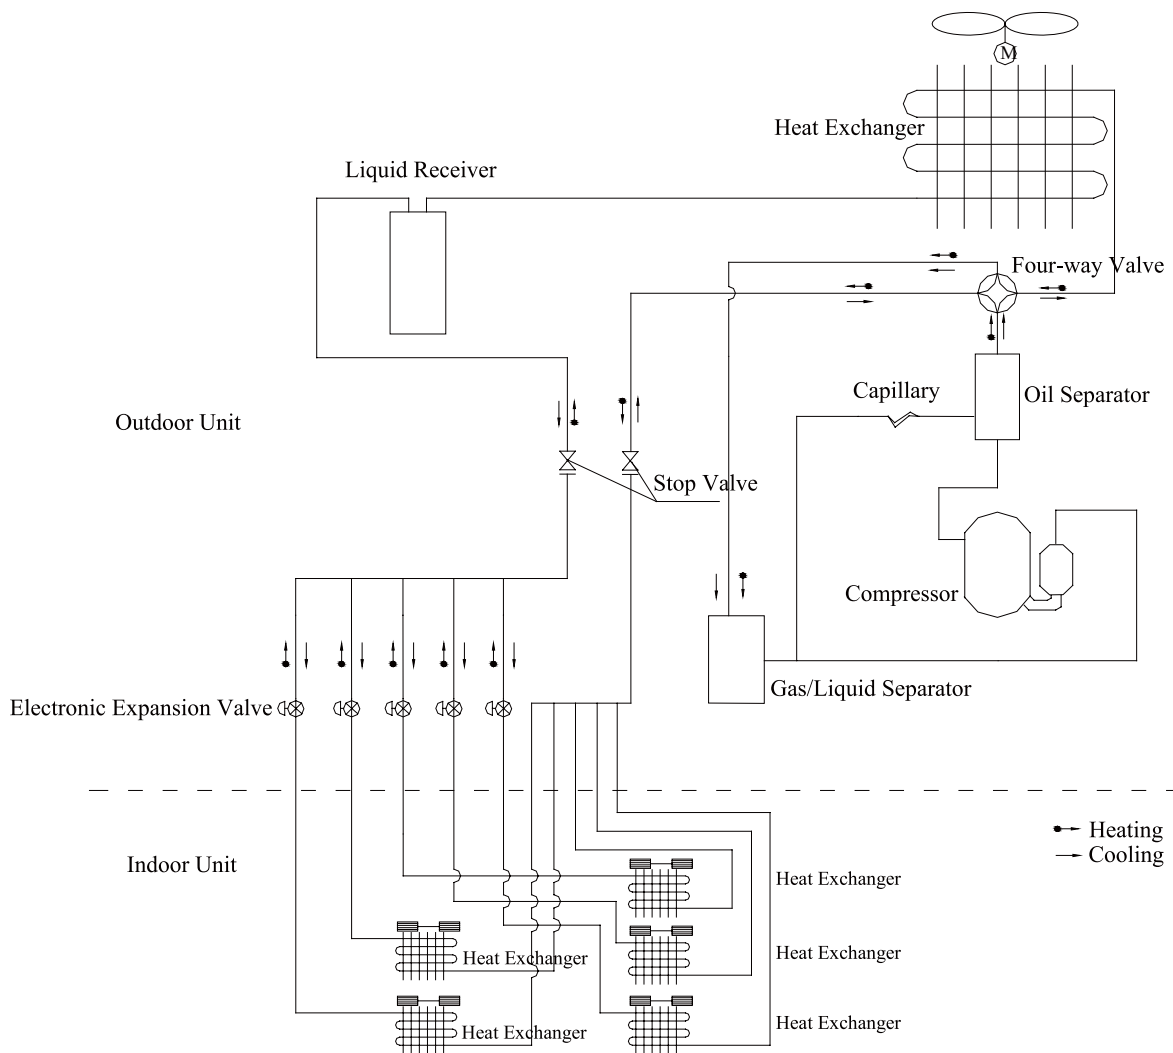 M
Heat Exchanger
Liquid Receiver
Four-way Valve
Capillary
Oil Separator
Outdoor Unit
Stop Valve
Compressor
Gas/Liquid Separator
Electronic Expansion Valve
Heating
Cooling
Indoor Unit
Heat Exchanger
Heat Exchanger
Heat Exchanger
Heat Exchanger
Heat Exchanger